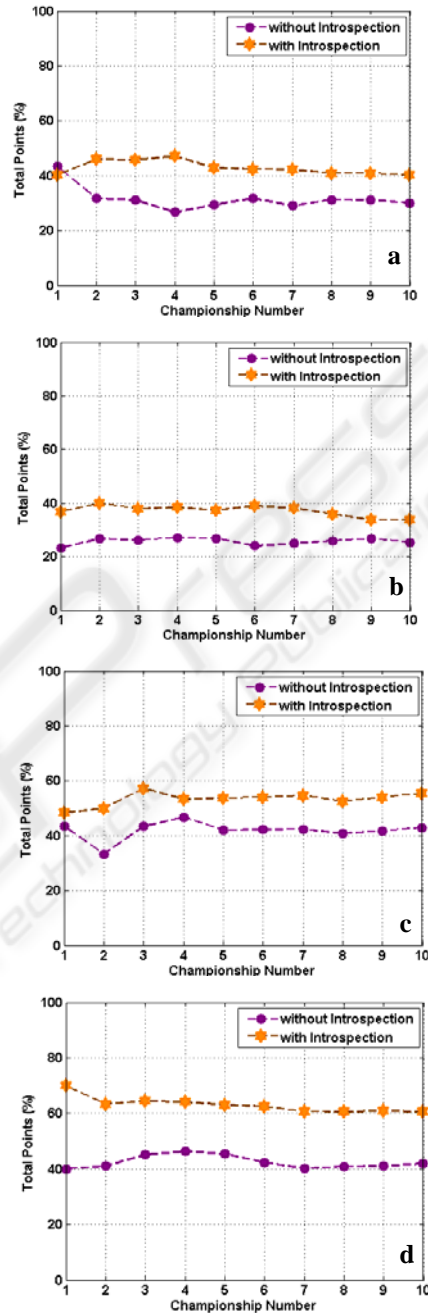 100
without Introspection
with Introspection
80
60
40
20
0
Total Points (%)
a
1 2 3 4 5 6 7 8 9 10
Championship Number
100
without Introspection
with Introspection
80
60
40
20
0
Total Points (%)
b
1 2 3 4 5 6 7 8 9 10
Championship Number
100
without Introspection
with Introspection
80
60
40
20
0
Total Points (%)
c
1 2 3 4 5 6 7 8 9 10
Championship Number
100
without Introspection
with Introspection
80
60
40
20
0
Total Points (%)
d
1 2 3 4 5 6 7 8 9 10
Championship Number